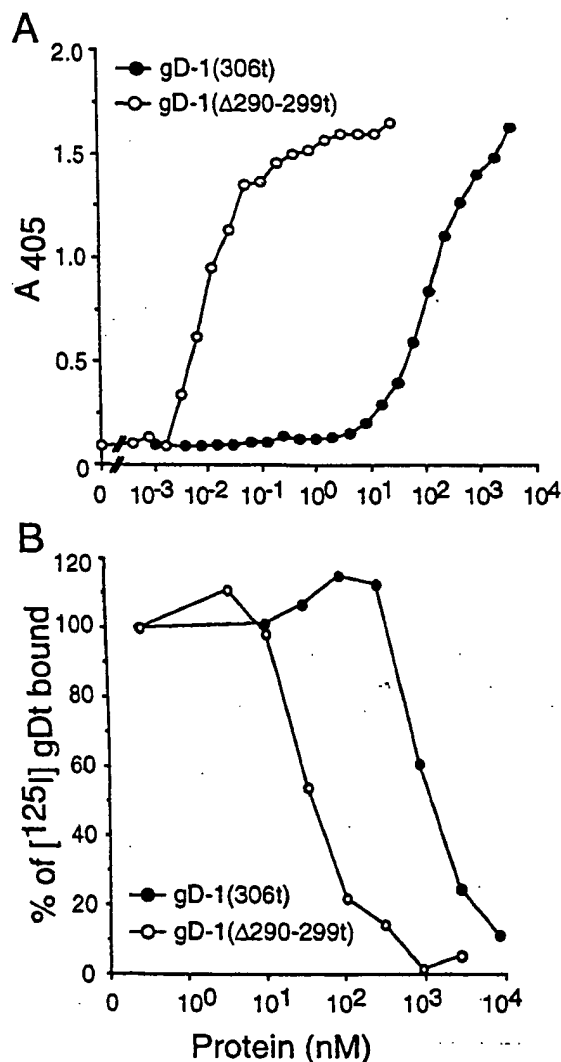 A
2.0
gD-1(306t)
gD-1(Δ290-299t)
1.5
1.0
0.5
0
A 405
0 10⁻³ 10⁻² 10⁻¹ 10⁰ 10¹ 10² 10³ 10⁴
B
120
100
80
60
40
20
0
% of [¹²⁵I] gDt bound
gD-1(306t)
gD-1(Δ290-299t)
0 10⁰ 10¹ 10² 10³ 10⁴
Protein (nM)